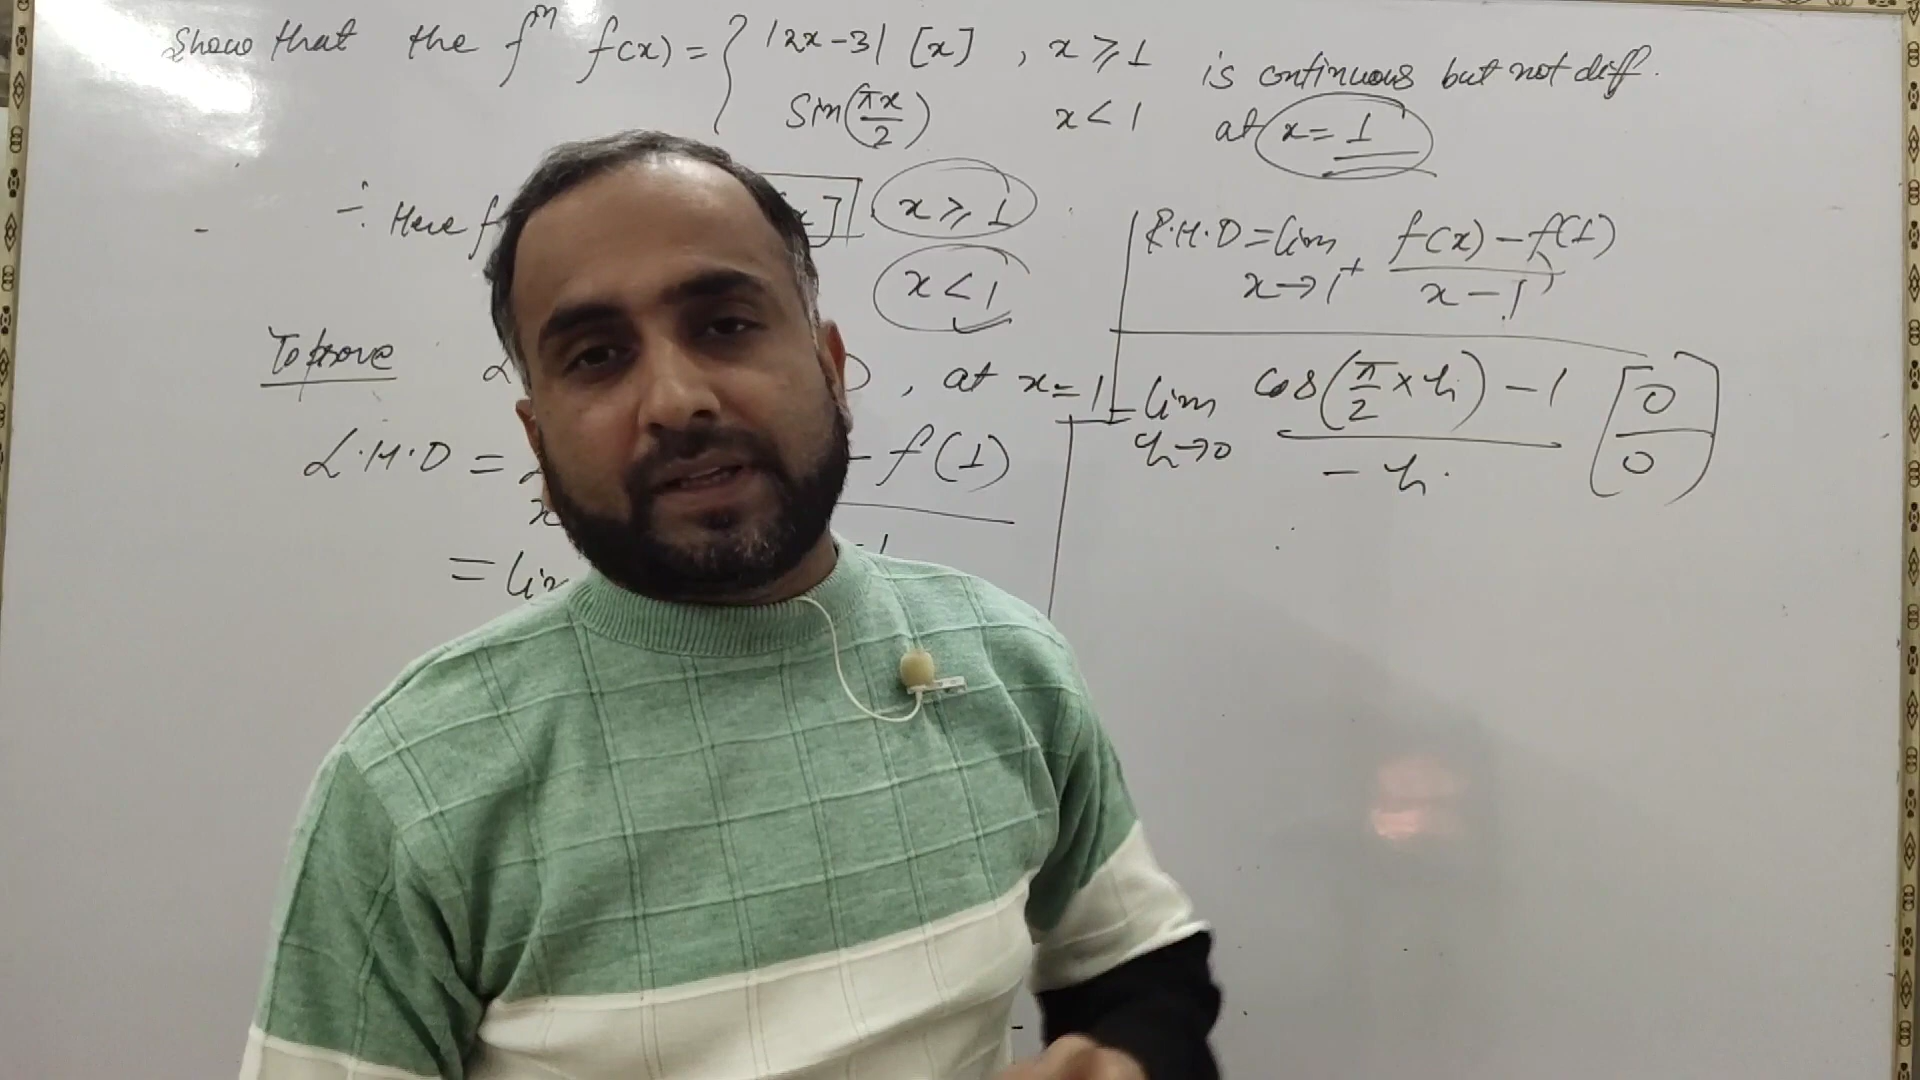 Show that the fⁿ f(x) = { |2x-3| [x] , x ⩾ 1 is continuous but not diff.
Sin(πx/2) x < 1 at x = 1
÷ Here f x] x ⩾ 1
x < 1
To prove L , at x = 1
L.H.D = - f(1)
= lim -1
R.H.D = lim x→1⁺ f(x) - f(1) / x - 1
= lim h→0 cos(π/2 × h) - 1 / - h [0/0]